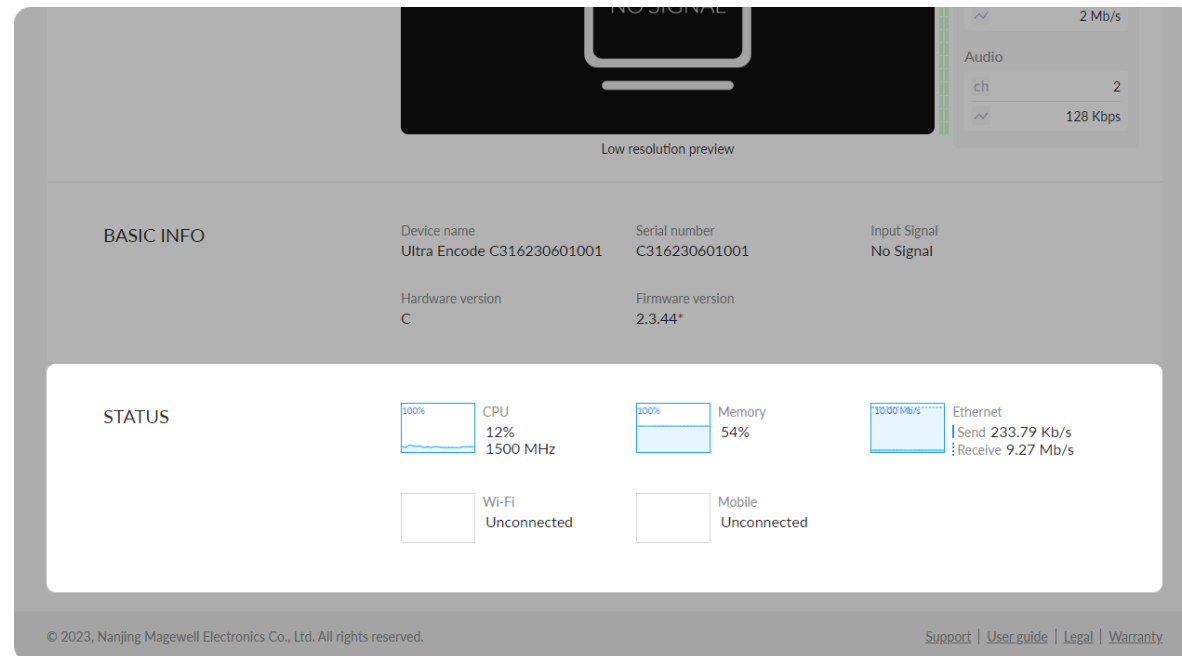 NO SIGNAL
2 Mb/s
Audio
ch 2
128 Kbps
Low resolution preview
BASIC INFO
Device name
Ultra Encode C316230601001
Serial number
C316230601001
Input Signal
No Signal
Hardware version
C
Firmware version
2.3.44*
STATUS
100%
CPU
12%
1500 MHz
100%
Memory
54%
10.00 Mb/s
Ethernet
Send 233.79 Kb/s
Receive 9.27 Mb/s
Wi-Fi
Unconnected
Mobile
Unconnected
© 2023, Nanjing Magewell Electronics Co., Ltd. All rights reserved.
Support | User guide | Legal | Warranty